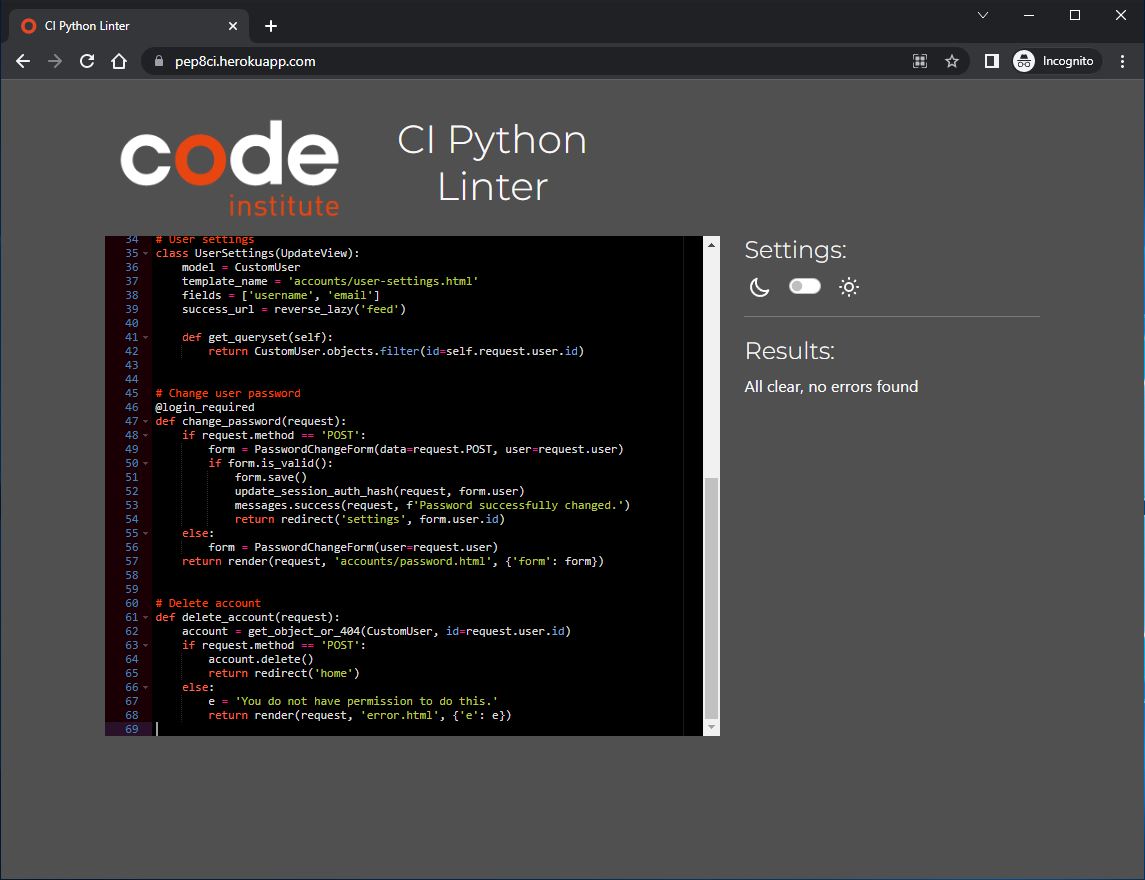 CI Python Linter
pep8ci.herokuapp.com
Incognito
code
institute
CI Python
Linter
34 # User settings
35 class UserSettings(UpdateView):
36     model = CustomUser
37     template_name = 'accounts/user-settings.html'
38     fields = ['username', 'email']
39     success_url = reverse_lazy('feed')
40
41     def get_queryset(self):
42         return CustomUser.objects.filter(id=self.request.user.id)
43
44
45 # Change user password
46 @login_required
47 def change_password(request):
48     if request.method == 'POST':
49         form = PasswordChangeForm(data=request.POST, user=request.user)
50         if form.is_valid():
51             form.save()
52             update_session_auth_hash(request, form.user)
53             messages.success(request, f'Password successfully changed.')
54             return redirect('settings', form.user.id)
55     else:
56         form = PasswordChangeForm(user=request.user)
57     return render(request, 'accounts/password.html', {'form': form})
58
59
60 # Delete account
61 def delete_account(request):
62     account = get_object_or_404(CustomUser, id=request.user.id)
63     if request.method == 'POST':
64         account.delete()
65         return redirect('home')
66     else:
67         e = 'You do not have permission to do this.'
68         return render(request, 'error.html', {'e': e})
69
Settings:
Results:
All clear, no errors found